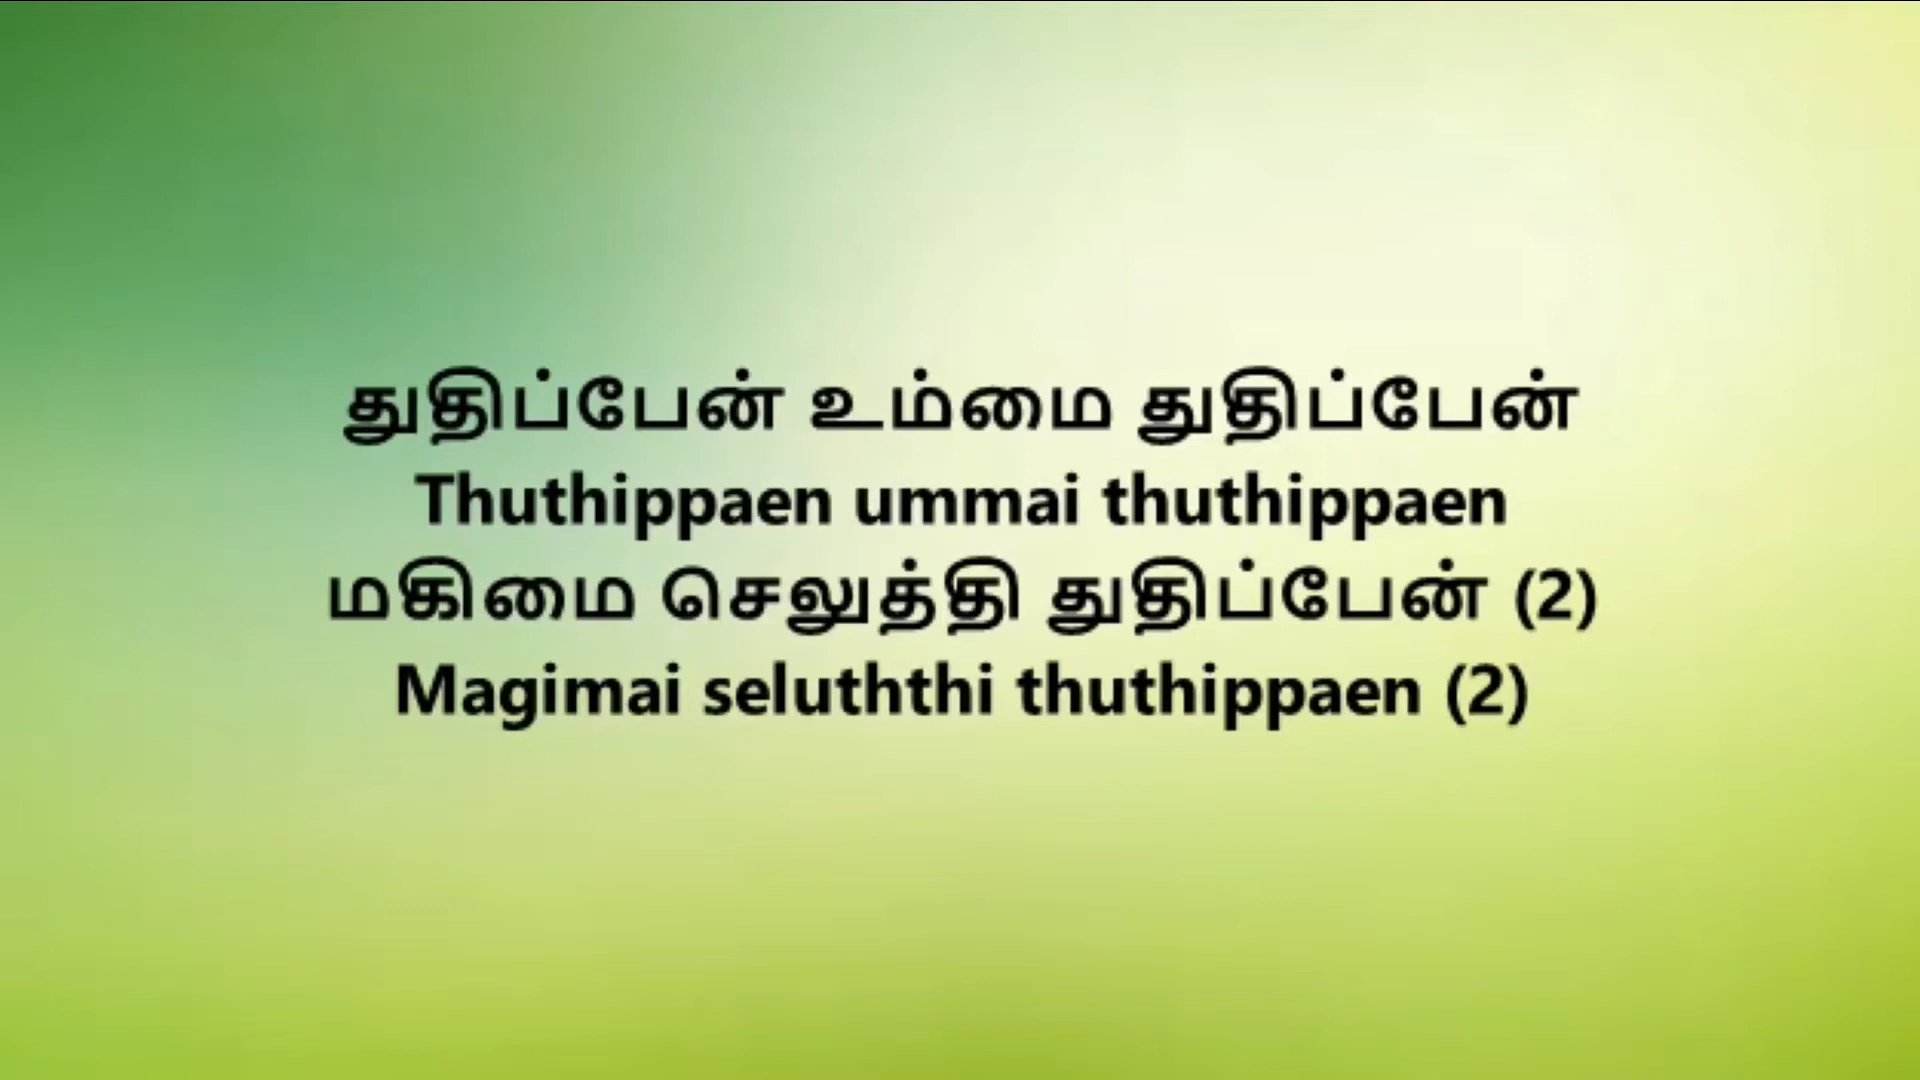 துதிப்பேன் உம்மை துதிப்பேன்
Thuthippaen ummai thuthippaen
மகிமை செலுத்தி துதிப்பேன் (2)
Magimai seluththi thuthippaen (2)